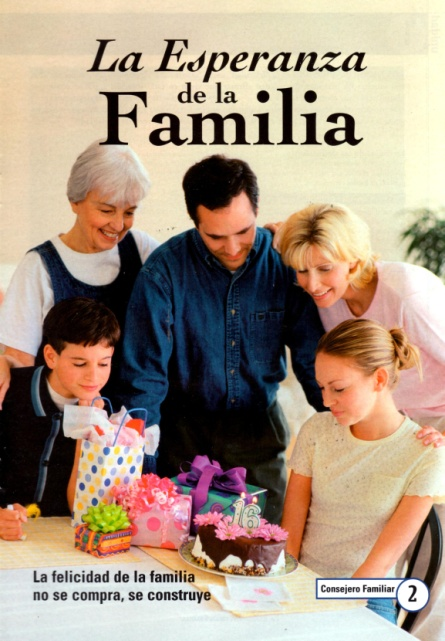 La Esperanza
de la
Familia
16
La felicidad de la familia
no se compra, se construye
Consejero Familiar 2